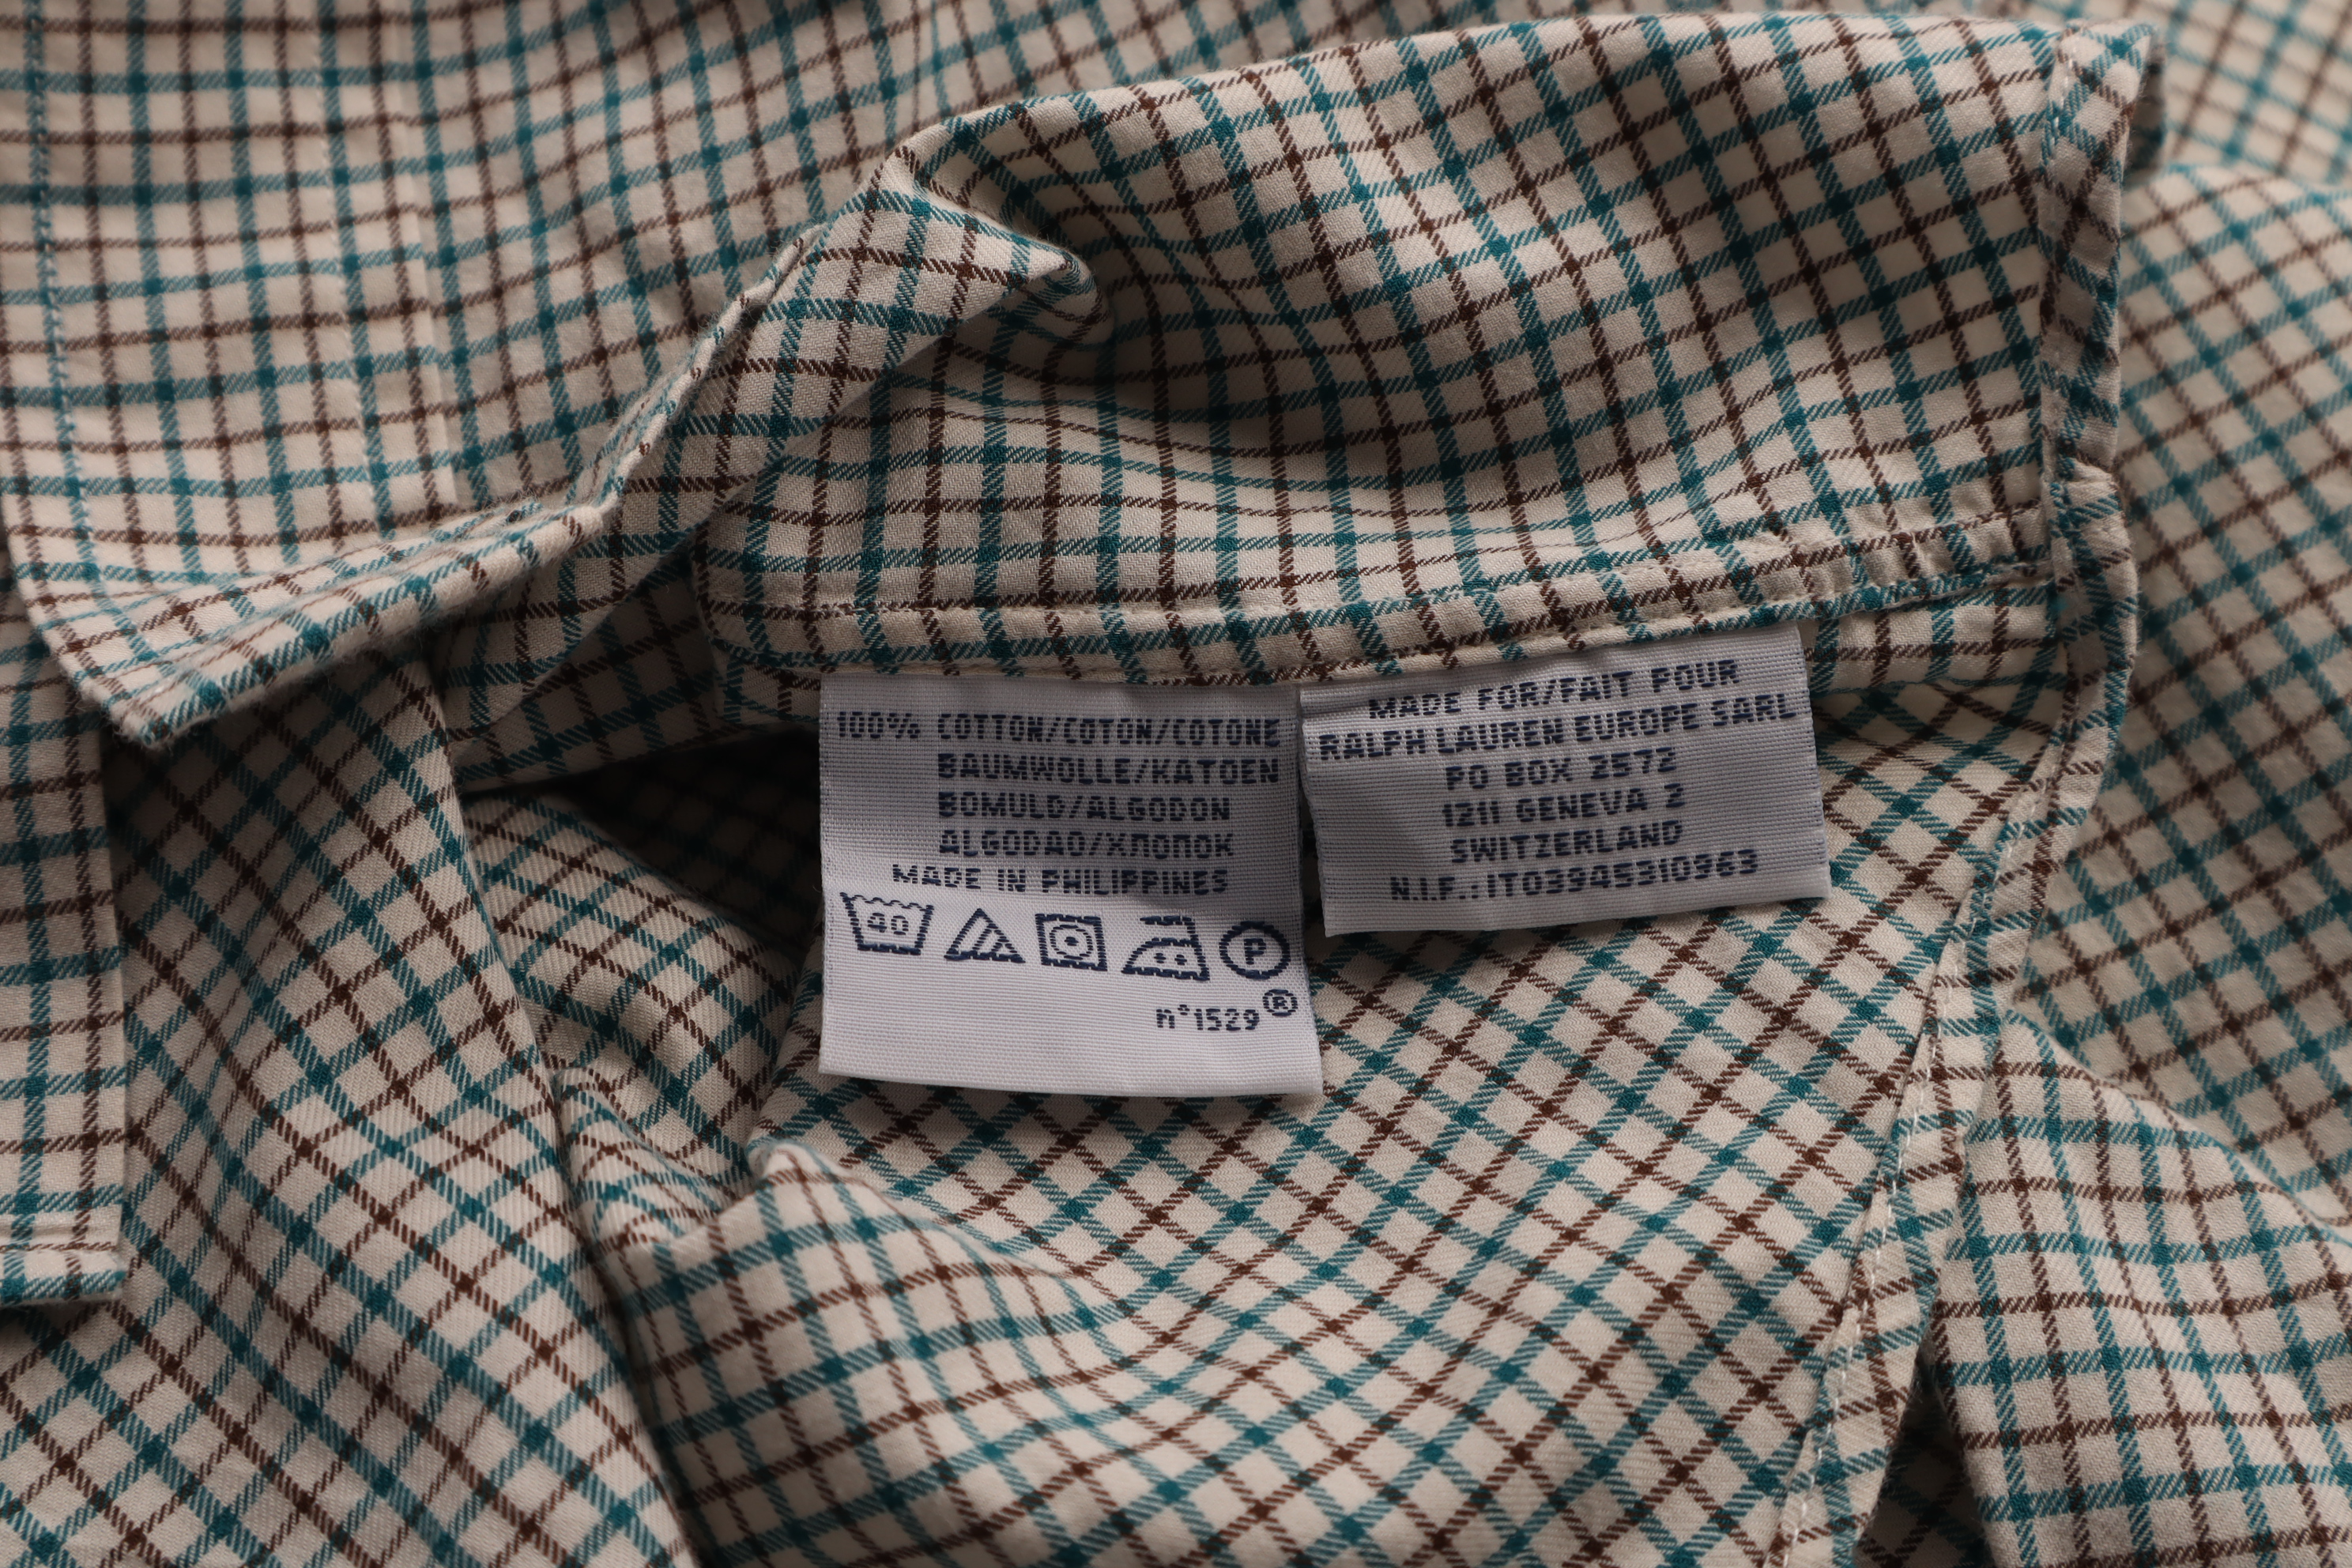 100% COTTON/COTON/COTONE
BAUMWOLLE/KATOEN
BOMULD/ALGODON
ALGODAO/ХЛОПОК
MADE IN PHILIPPINES
40
P
n°1529®
MADE FOR/FAIT POUR
RALPH LAUREN EUROPE SARL
PO BOX 2572
1211 GENEVA 2
SWITZERLAND
N.I.F.: IT03945310963